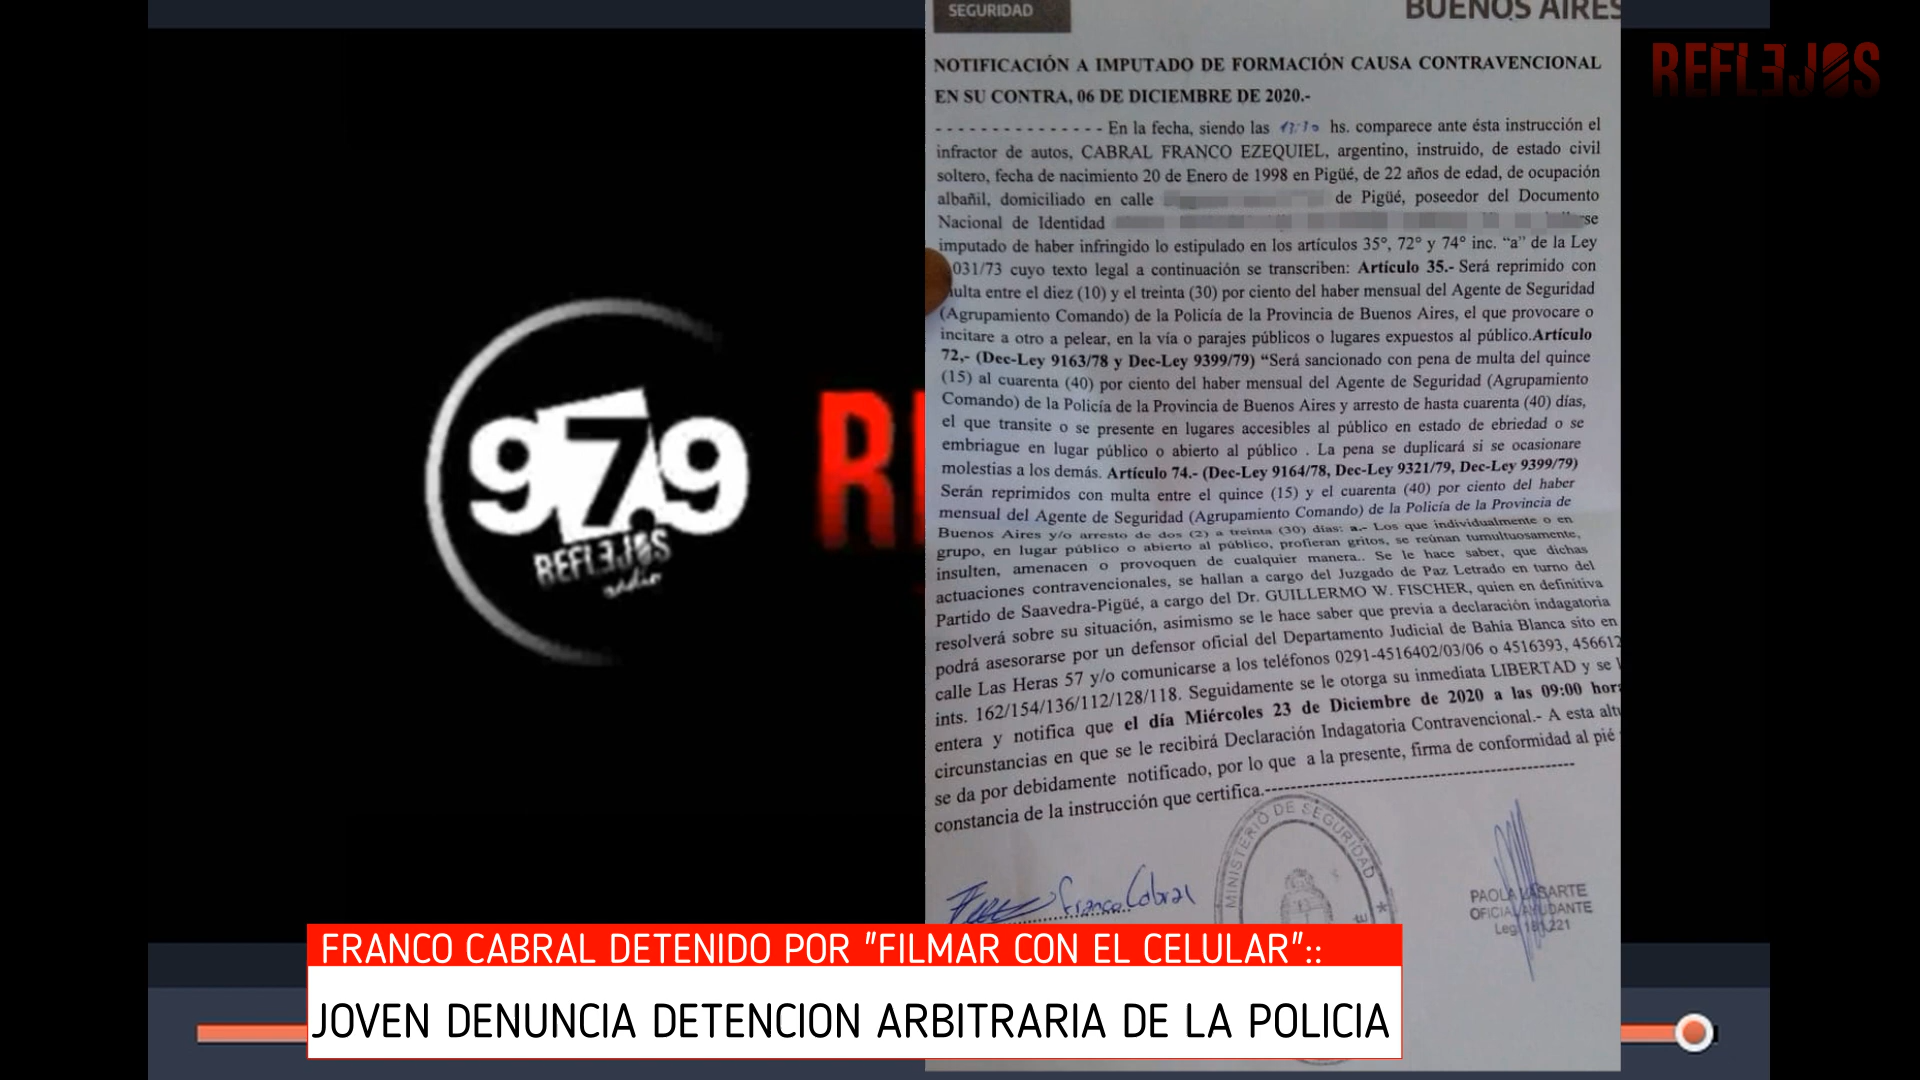 SEGURIDAD
BUENOS AIRES
REFLEJOS
NOTIFICACIÓN A IMPUTADO DE FORMACIÓN CAUSA CONTRAVENCIONAL
EN SU CONTRA, 06 DE DICIEMBRE DE 2020.-
- - - - - - - - - - - - - - - En la fecha, siendo las hs. comparece ante ésta instrucción el
infractor de autos, CABRAL FRANCO EZEQUIEL, argentino, instruido, de estado civil
soltero, fecha de nacimiento 20 de Enero de 1998 en Pigüé, de 22 años de edad, de ocupación
albañil, domiciliado en calle de Pigüé, poseedor del Documento
Nacional de Identidad se
imputado de haber infringido lo estipulado en los artículos 35°, 72° y 74° inc. “a” de la Ley
031/73 cuyo texto legal a continuación se transcriben: Artículo 35.- Será reprimido con
multa entre el diez (10) y el treinta (30) por ciento del haber mensual del Agente de Seguridad
(Agrupamiento Comando) de la Policía de la Provincia de Buenos Aires, el que provocare o
incitare a otro a pelear, en la vía o parajes públicos o lugares expuestos al público.Artículo
72,- (Dec-Ley 9163/78 y Dec-Ley 9399/79) “Será sancionado con pena de multa del quince
(15) al cuarenta (40) por ciento del haber mensual del Agente de Seguridad (Agrupamiento
Comando) de la Policía de la Provincia de Buenos Aires y arresto de hasta cuarenta (40) días,
el que transite o se presente en lugares accesibles al público en estado de ebriedad o se
embriague en lugar público o abierto al público . La pena se duplicará si se ocasionare
molestias a los demás. Artículo 74.- (Dec-Ley 9164/78, Dec-Ley 9321/79, Dec-Ley 9399/79)
Serán reprimidos con multa entre el quince (15) y el cuarenta (40) por ciento del haber
mensual del Agente de Seguridad (Agrupamiento Comando) de la Policía de la Provincia de
Buenos Aires y/o arresto de dos (2) a treinta (30) días: a.- Los que individualmente o en
grupo, en lugar público o abierto al público, profieran gritos, se reúnan tumultuosamente,
insulten, amenacen o provoquen de cualquier manera.. Se le hace saber, que dichas
actuaciones contravencionales, se hallan a cargo del Juzgado de Paz Letrado en turno del
Partido de Saavedra-Pigüé, a cargo del Dr. GUILLERMO W. FISCHER, quien en definitiva
resolverá sobre su situación, asimismo se le hace saber que previa a declaración indagatoria
podrá asesorarse por un defensor oficial del Departamento Judicial de Bahía Blanca sito en
calle Las Heras 57 y/o comunicarse a los teléfonos 0291-4516402/03/06 o 4516393, 456612
ints. 162/154/136/112/128/118. Seguidamente se le otorga su inmediata LIBERTAD y se
entera y notifica que el día Miércoles 23 de Diciembre de 2020 a las 09:00 hor
circunstancias en que se le recibirá Declaración Indagatoria Contravencional.- A esta altu
se da por debidamente notificado, por lo que a la presente, firma de conformidad al pié
constancia de la instrucción que certifica.-
97.9
REFLEJOS
radio
RE
Franco Cabral
MINISTERIO DE SEGURIDAD
PAOLA
OFICIAL AYUDANTE
Leg.
FRANCO CABRAL DETENIDO POR "FILMAR CON EL CELULAR"::
JOVEN DENUNCIA DETENCION ARBITRARIA DE LA POLICIA